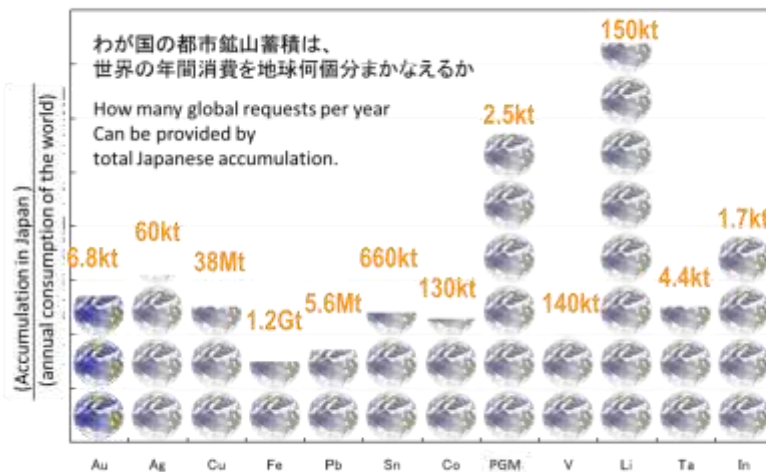 わが国の都市鉱山蓄積は、
世界の年間消費を地球何個分まかなえるか
How many global requests per year
Can be provided by
total Japanese accumulation.
(Accumulation in Japan)
(annual consumption of the world)
6.8kt 60kt 38Mt 1.2Gt 5.6Mt 660kt 130kt 2.5kt 140kt 150kt 4.4kt 1.7kt
Au Ag Cu Fe Pb Sn Co PGM V Li Ta In